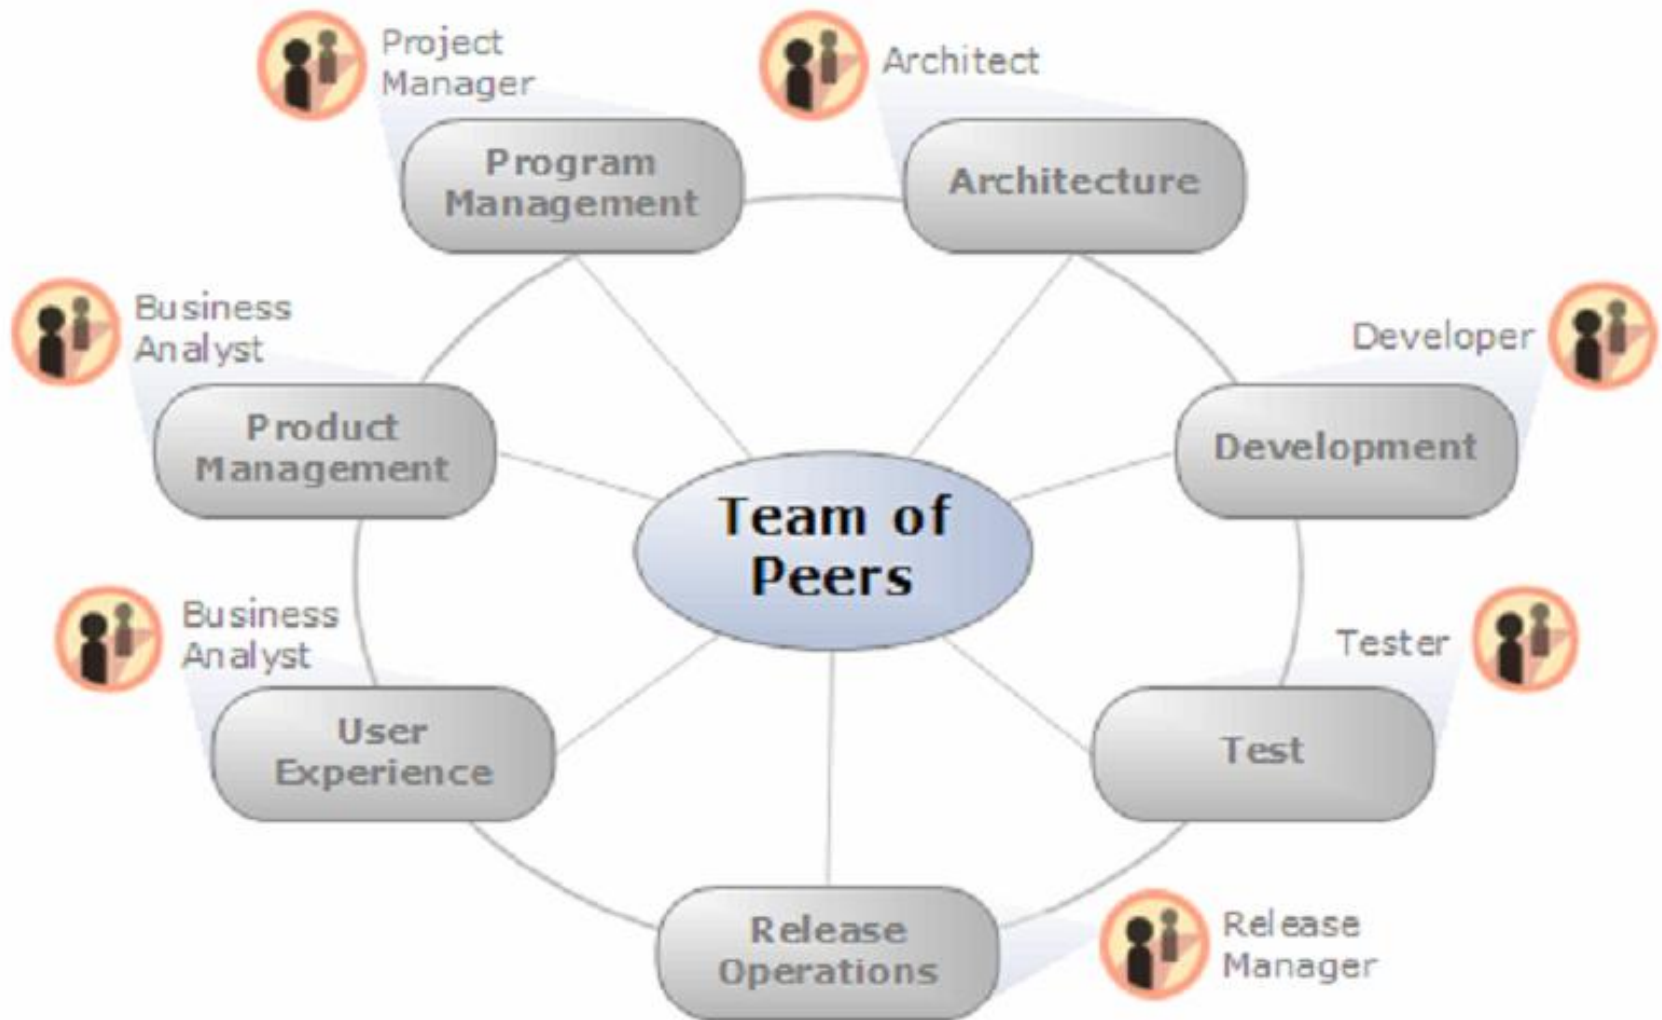 Project
Manager
Architect
Program
Management
Architecture
Business
Analyst
Developer
Product
Management
Development
Team of
Peers
Business
Analyst
Tester
User
Experience
Test
Release
Operations
Release
Manager